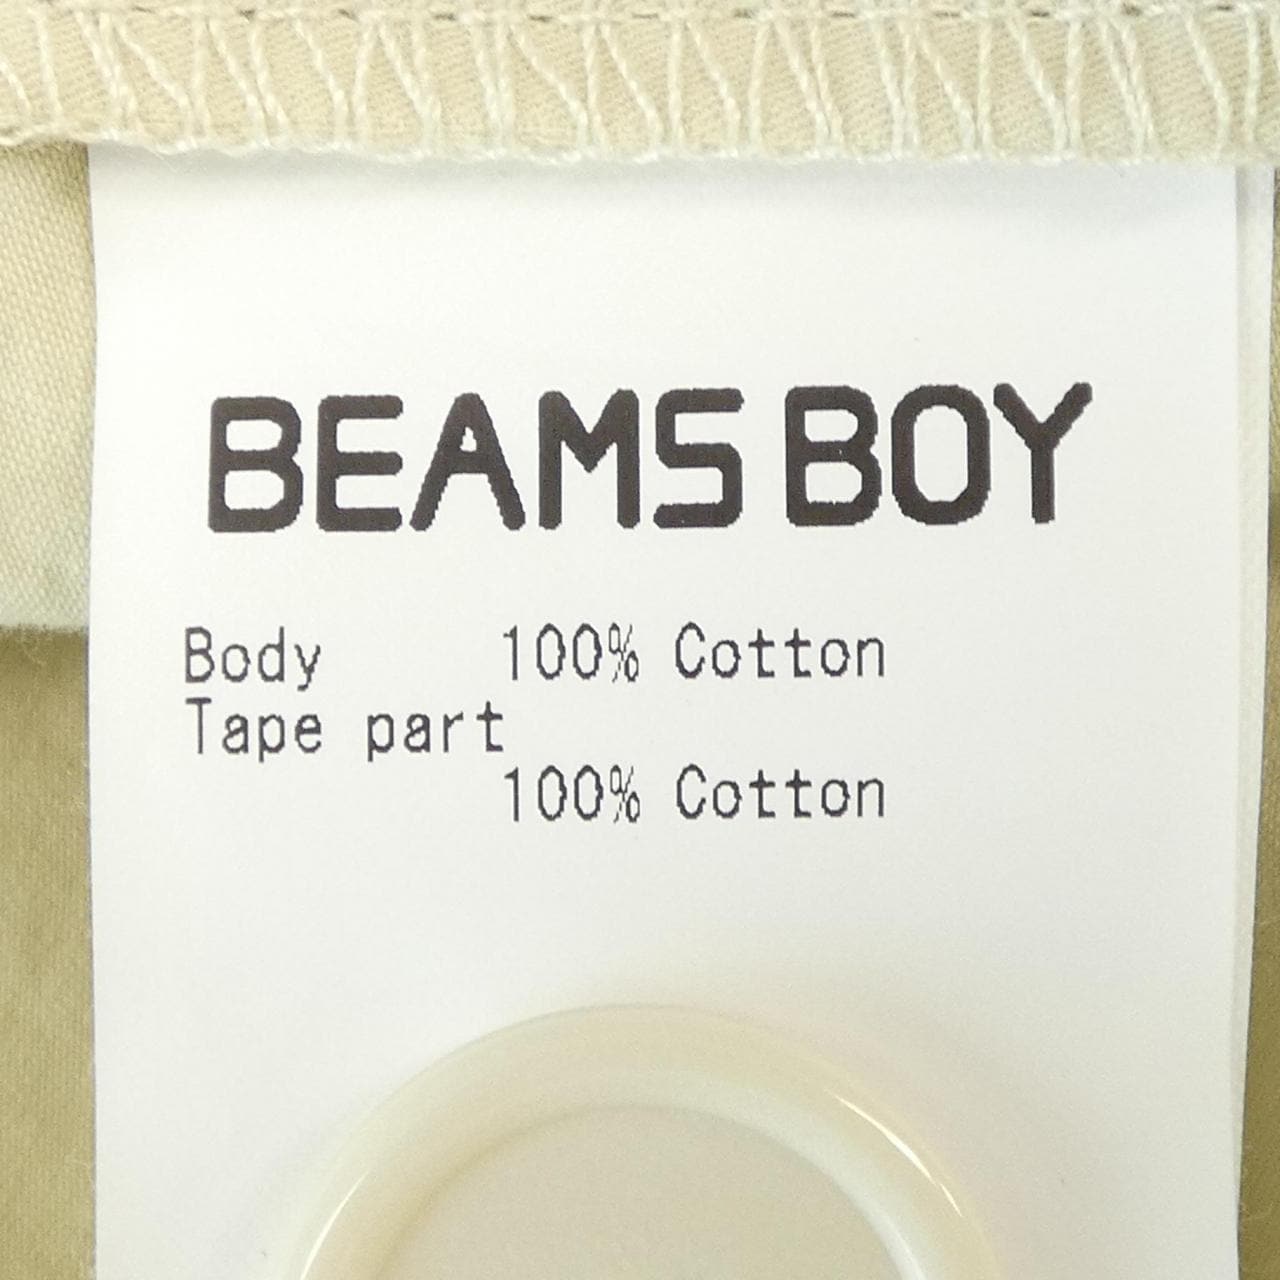 BEAMS BOY
Body 100% Cotton
Tape part
100% Cotton